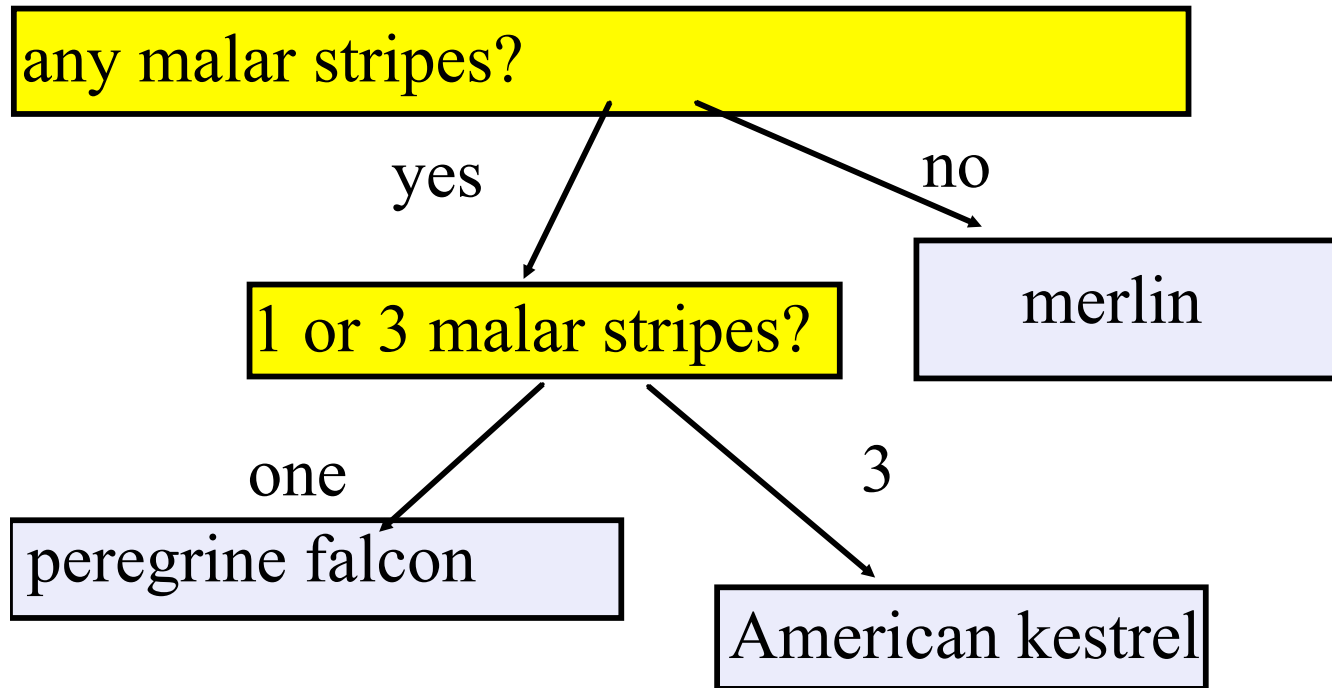 any malar stripes?
yes
no
merlin
1 or 3 malar stripes?
one
3
peregrine falcon
American kestrel